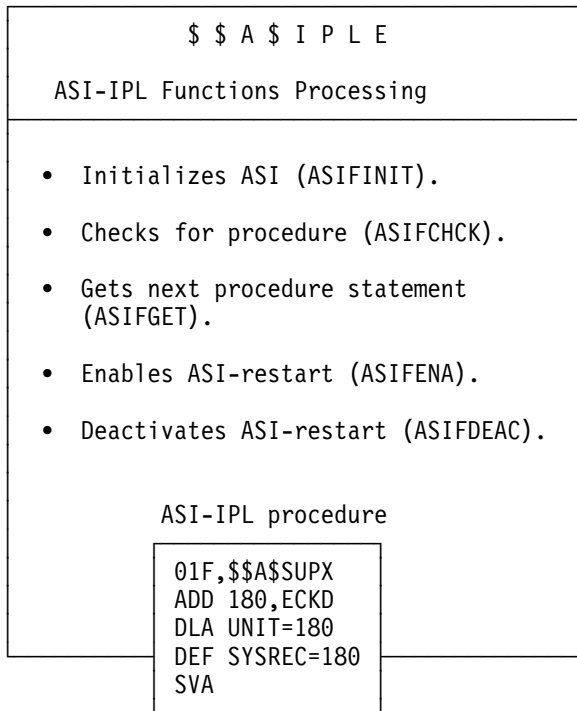 $ $ A $ I P L E
ASI-IPL Functions Processing
• Initializes ASI (ASIFINIT).
• Checks for procedure (ASIFCHCK).
• Gets next procedure statement
(ASIFGET).
• Enables ASI-restart (ASIFENA).
• Deactivates ASI-restart (ASIFDEAC).
ASI-IPL procedure
01F,$$A$SUPX
ADD 180,ECKD
DLA UNIT=180
DEF SYSREC=180
SVA